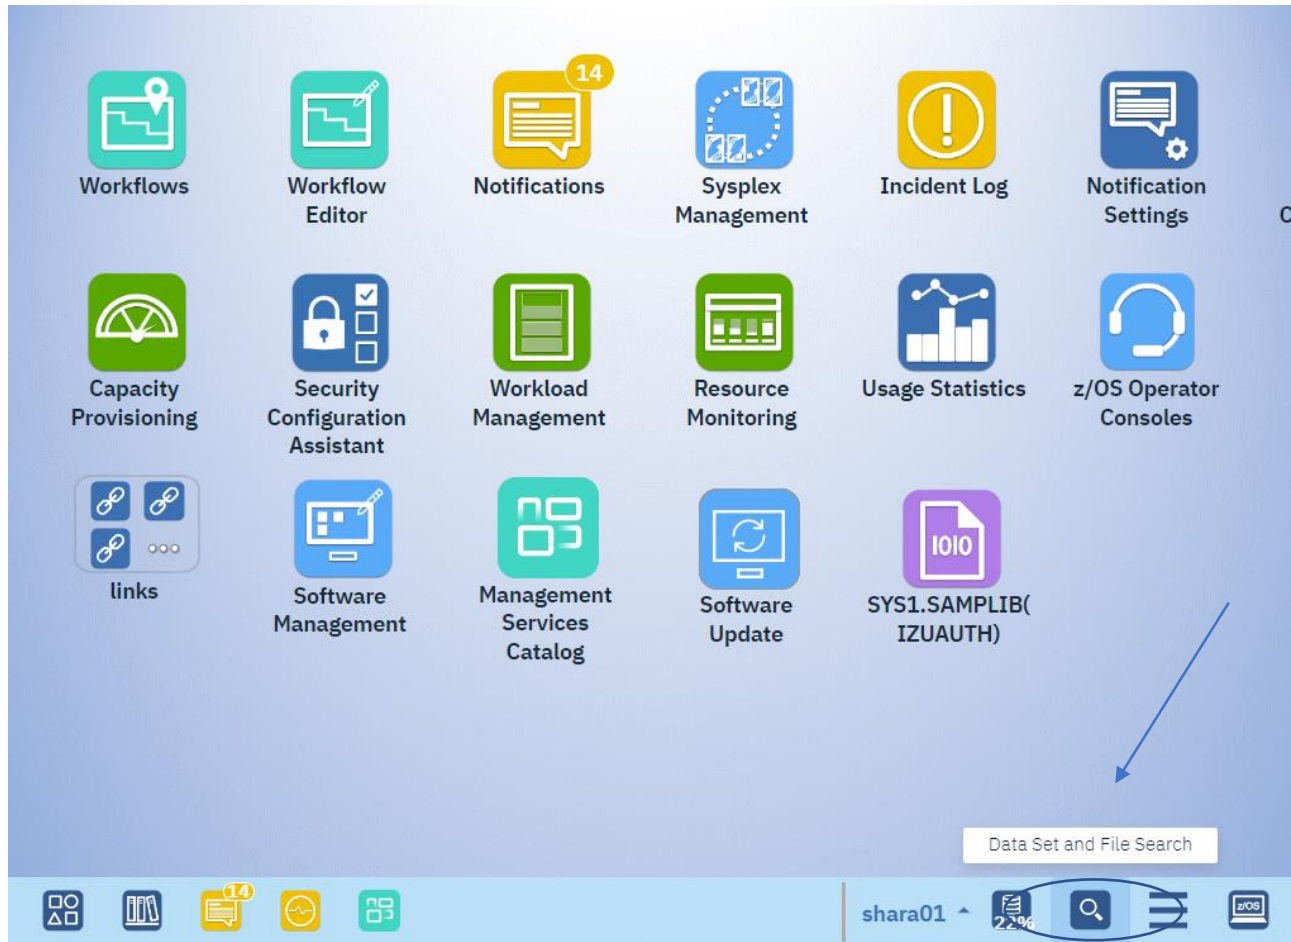 14
Workflows
Workflow
Editor
Notifications
Sysplex
Management
Incident Log
Notification
Settings
C
Capacity
Provisioning
Security
Configuration
Assistant
Workload
Management
Resource
Monitoring
Usage Statistics
z/OS Operator
Consoles
links
Software
Management
Management
Services
Catalog
Software
Update
IOIO
SYS1.SAMPLIB(
IZUAUTH)
Data Set and File Search
14
shara01
22%
z/OS